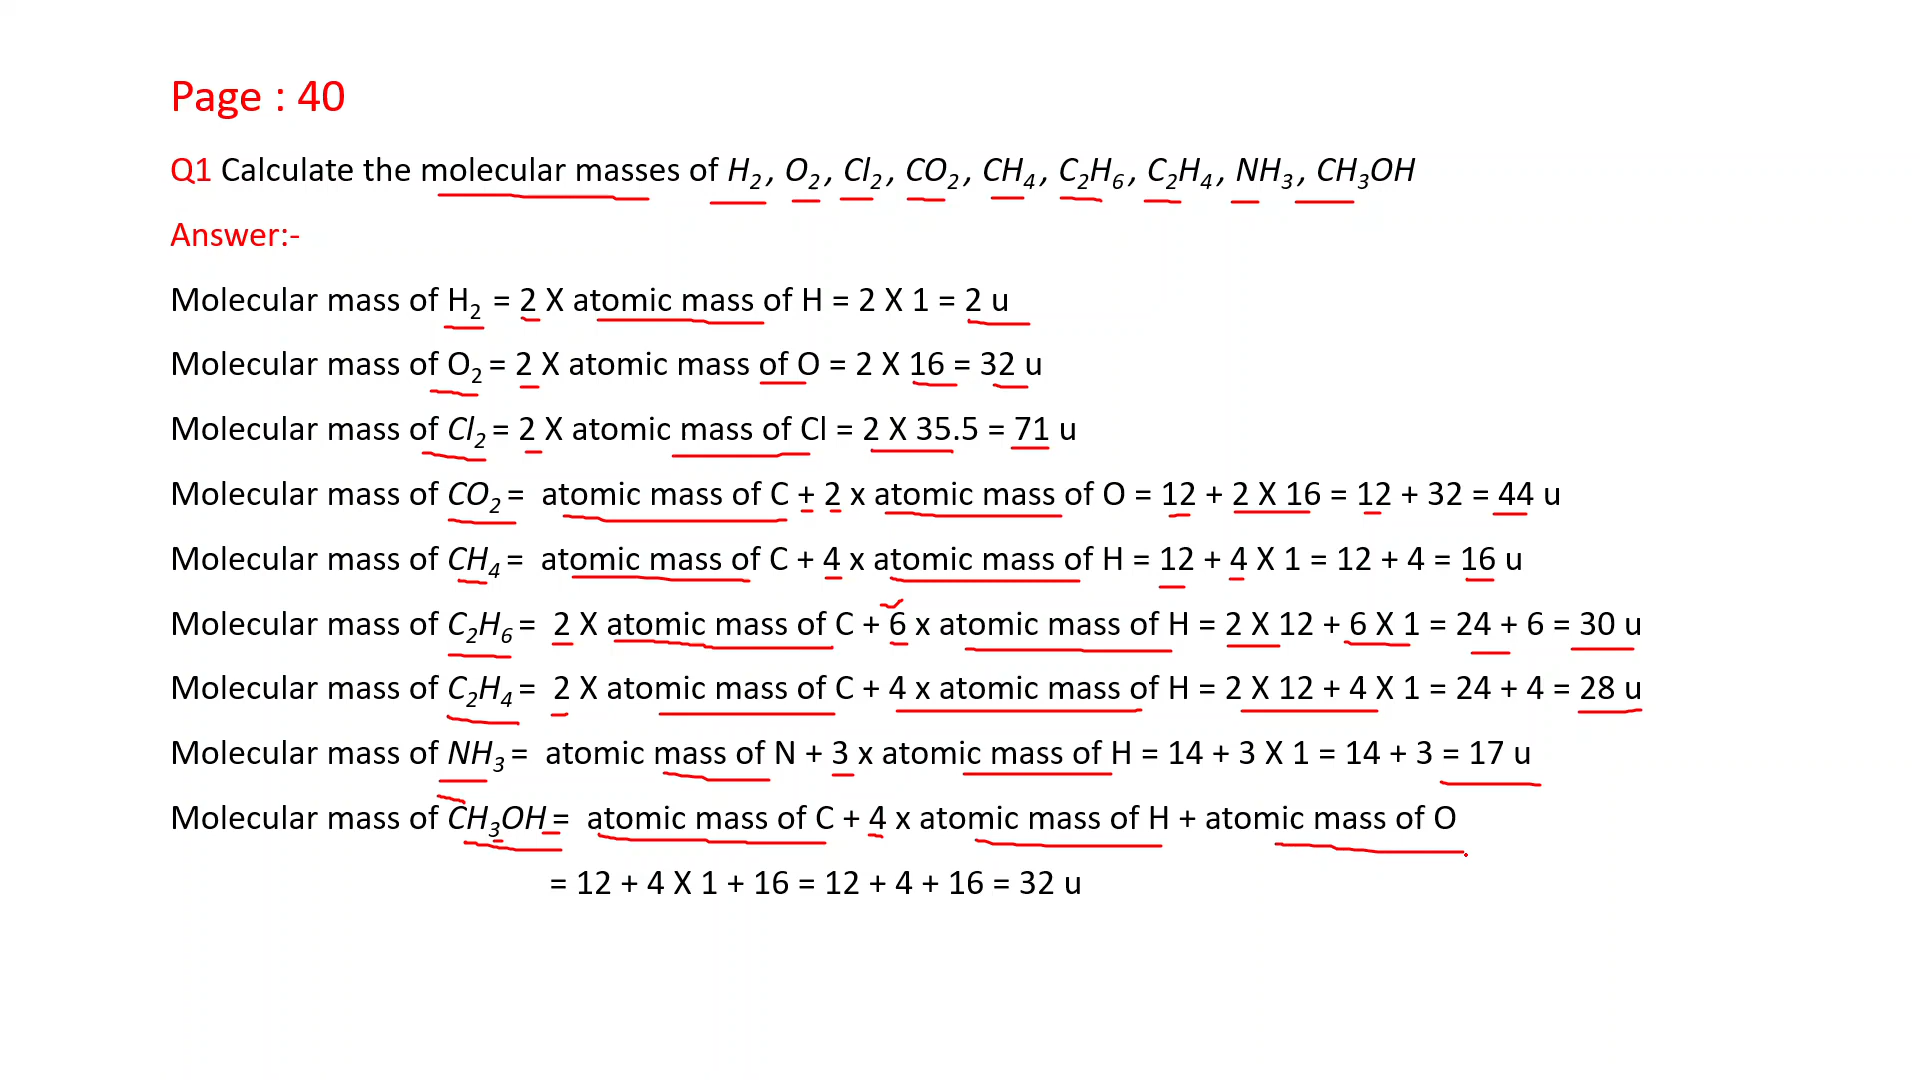 Page : 40
Q1 Calculate the molecular masses of H₂, O₂, Cl₂, CO₂, CH₄, C₂H₆, C₂H₄, NH₃, CH₃OH
Answer:-
Molecular mass of H₂ = 2 X atomic mass of H = 2 X 1 = 2 u
Molecular mass of O₂ = 2 X atomic mass of O = 2 X 16 = 32 u
Molecular mass of Cl₂ = 2 X atomic mass of Cl = 2 X 35.5 = 71 u
Molecular mass of CO₂ = atomic mass of C + 2 x atomic mass of O = 12 + 2 X 16 = 12 + 32 = 44 u
Molecular mass of CH₄ = atomic mass of C + 4 x atomic mass of H = 12 + 4 X 1 = 12 + 4 = 16 u
Molecular mass of C₂H₆ = 2 X atomic mass of C + 6 x atomic mass of H = 2 X 12 + 6 X 1 = 24 + 6 = 30 u
Molecular mass of C₂H₄ = 2 X atomic mass of C + 4 x atomic mass of H = 2 X 12 + 4 X 1 = 24 + 4 = 28 u
Molecular mass of NH₃ = atomic mass of N + 3 x atomic mass of H = 14 + 3 X 1 = 14 + 3 = 17 u
Molecular mass of CH₃OH = atomic mass of C + 4 x atomic mass of H + atomic mass of O
= 12 + 4 X 1 + 16 = 12 + 4 + 16 = 32 u